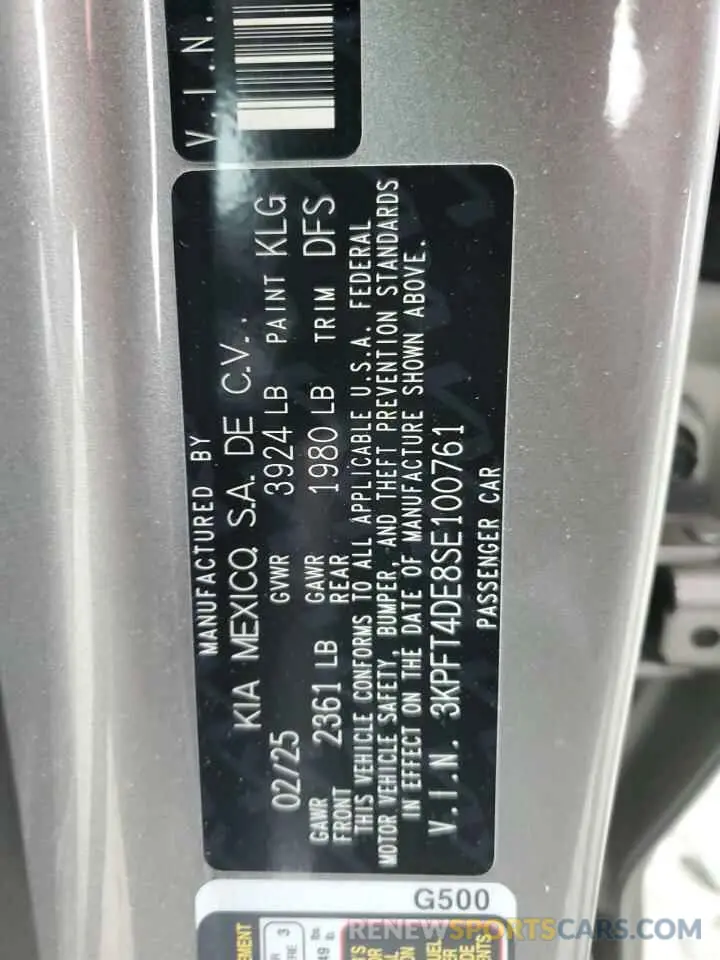 V.I.N.
MANUFACTURED BY
KIA MEXICO, S.A. DE C.V.
02/25 GVWR 3924 LB PAINT KLG
GAWR FRONT 2361 LB GAWR REAR 1980 LB TRIM DFS
THIS VEHICLE CONFORMS TO ALL APPLICABLE U.S.A. FEDERAL
MOTOR VEHICLE SAFETY, BUMPER, AND THEFT PREVENTION STANDARDS
IN EFFECT ON THE DATE OF MANUFACTURE SHOWN ABOVE.
V.I.N. 3KPFT4DE8SE100761
PASSENGER CAR
G500
RENEWSPORTSCARS.COM